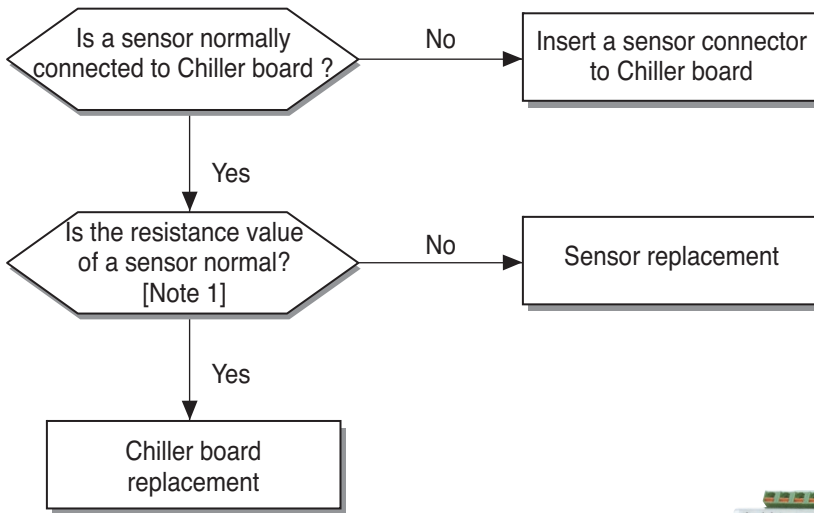 Is a sensor normally
connected to Chiller board ?
No
Insert a sensor connector
to Chiller board
Yes
Is the resistance value
of a sensor normal?
[Note 1]
No
Sensor replacement
Yes
Chiller board
replacement